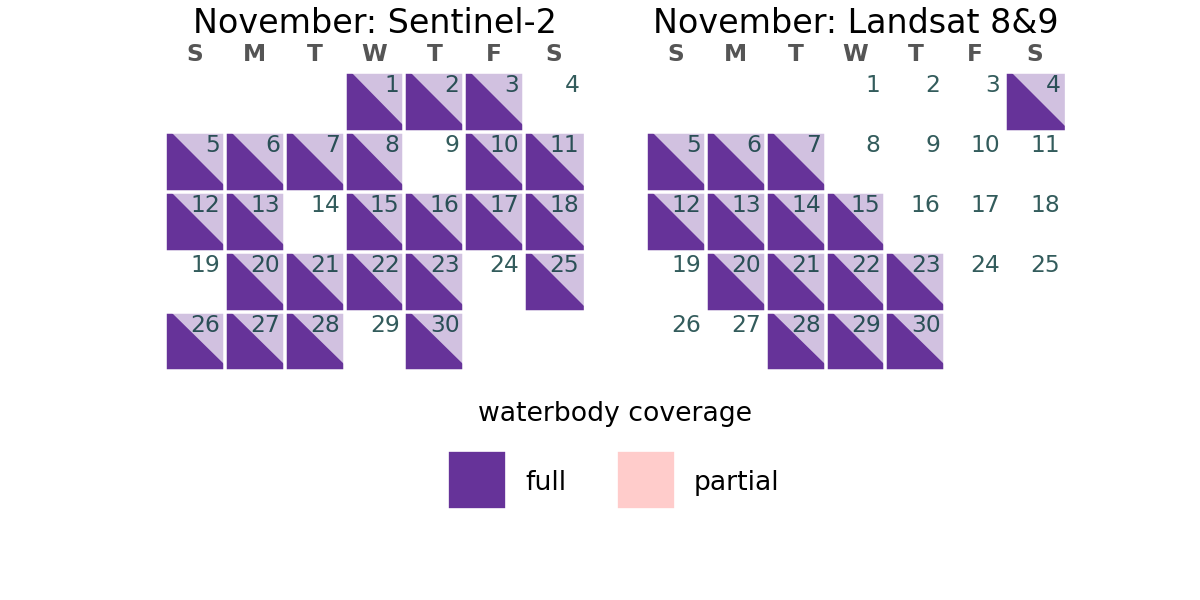 November: Sentinel-2
S M T W T F S
1 2 3 4
5 6 7 8 9 10 11
12 13 14 15 16 17 18
19 20 21 22 23 24 25
26 27 28 29 30
November: Landsat 8&9
S M T W T F S
1 2 3 4
5 6 7 8 9 10 11
12 13 14 15 16 17 18
19 20 21 22 23 24 25
26 27 28 29 30
waterbody coverage
full partial